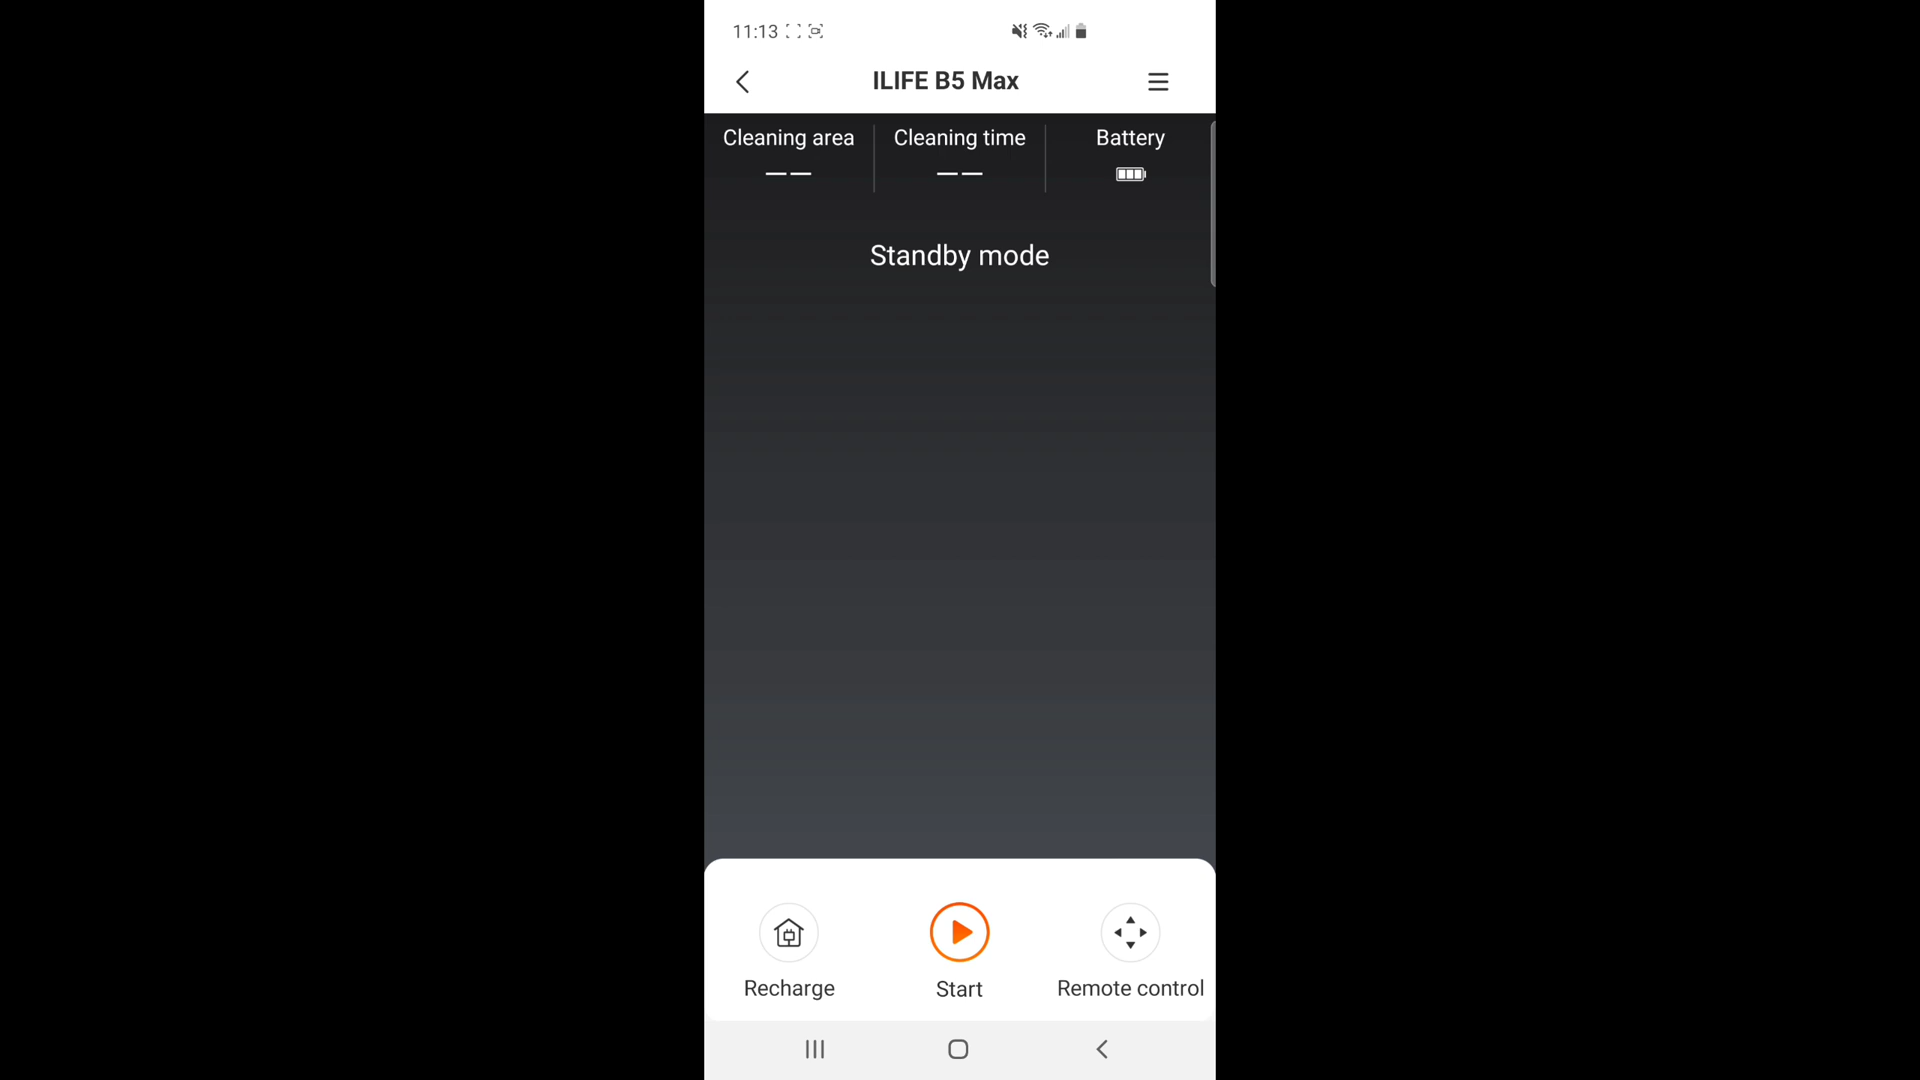 11:13
ILIFE B5 Max
Cleaning area
Cleaning time
Battery
——
——
Standby mode
Recharge
Start
Remote control